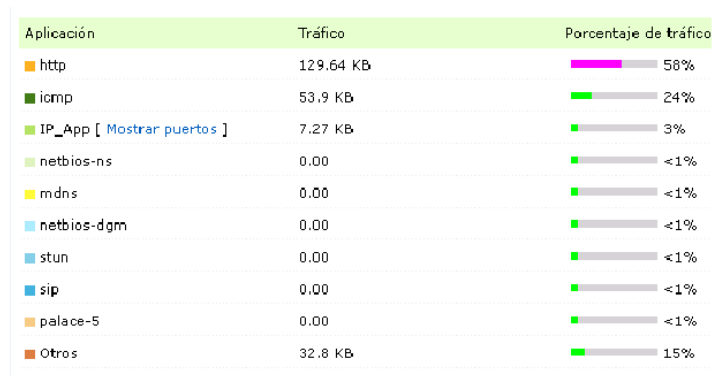 Aplicación Tráfico Porcentaje de tráfico
http 129.64 KB 58%
icmp 53.9 KB 24%
IP_App [ Mostrar puertos ] 7.27 KB 3%
netbios-ns 0.00 <1%
mdns 0.00 <1%
netbios-dgm 0.00 <1%
stun 0.00 <1%
sip 0.00 <1%
palace-5 0.00 <1%
Otros 32.8 KB 15%